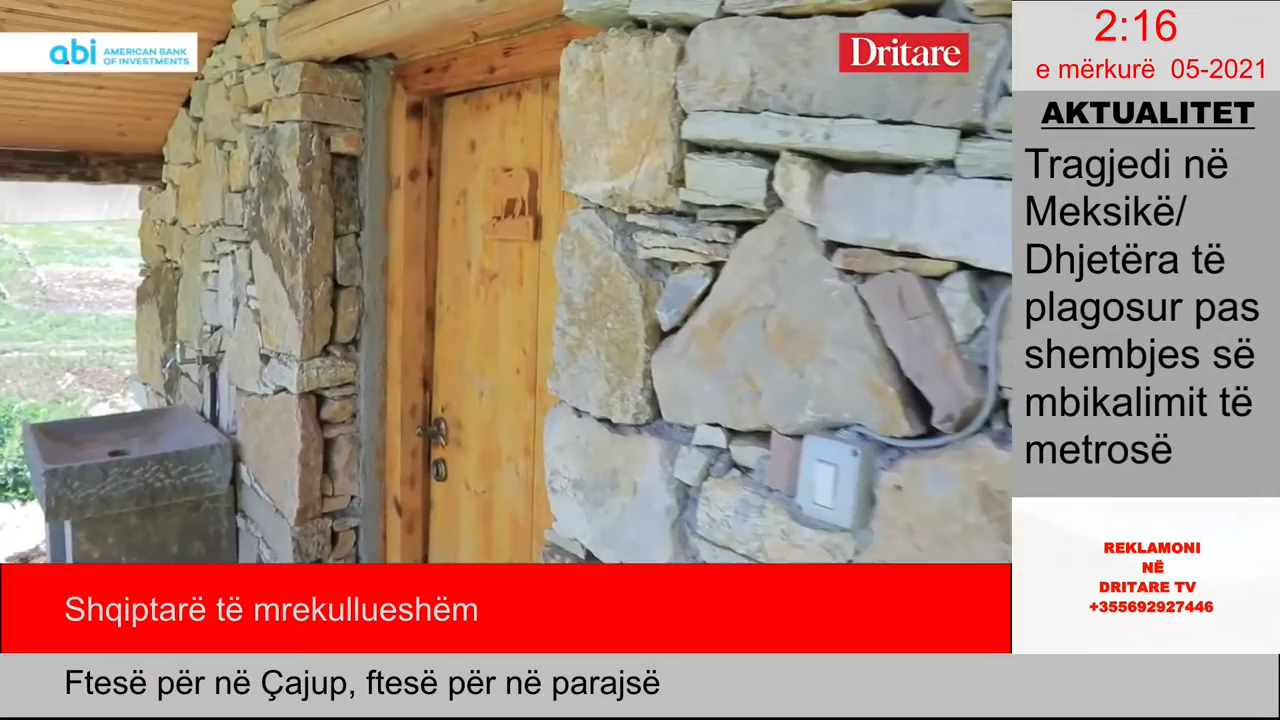 abi AMERICAN BANK
OF INVESTMENTS
Dritare
2:16
e mërkurë 05-2021
AKTUALITET
Tragjedi në
Meksikë/
Dhjetëra të
plagosur pas
shembjes së
mbikalimit të
metrosë
REKLAMONI
NË
DRITARE TV
+355692927446
Shqiptarë të mrekullueshëm
Ftesë për në Çajup, ftesë për në parajsë